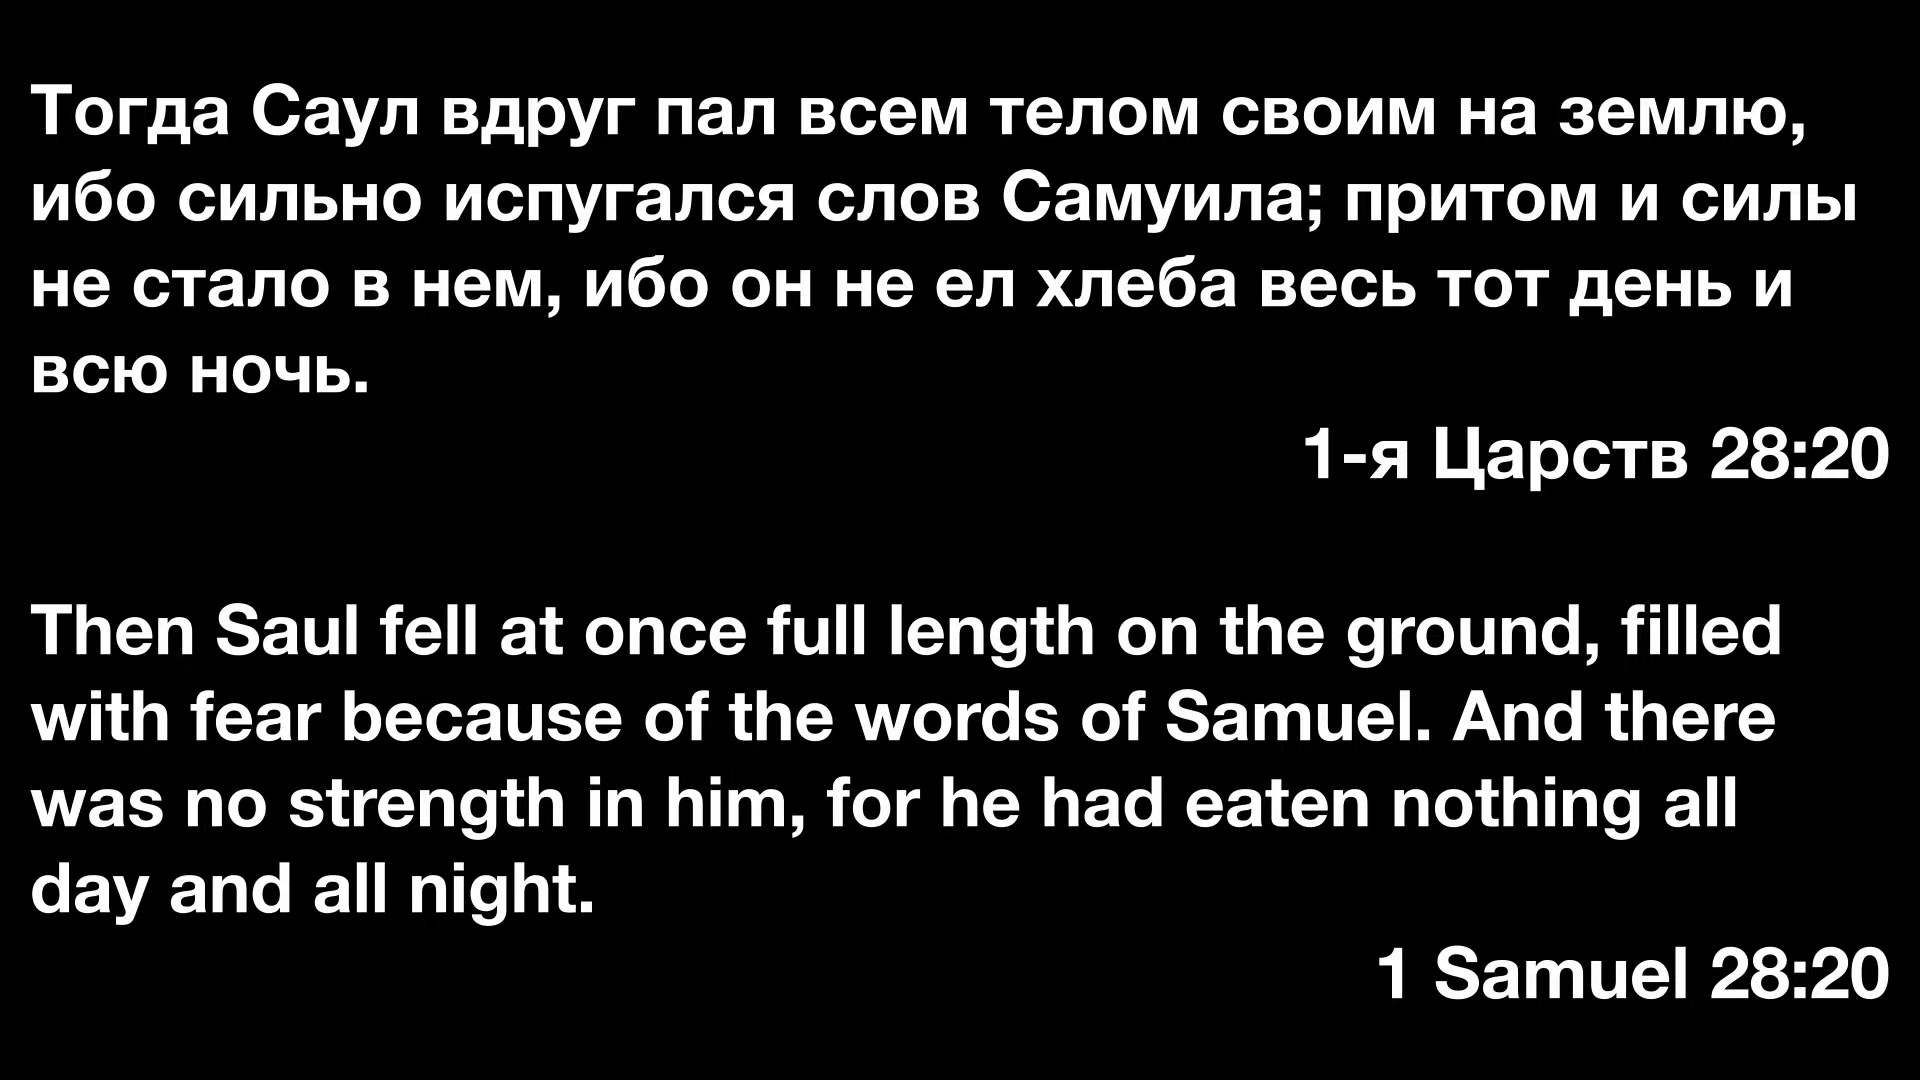 Тогда Саул вдруг пал всем телом своим на землю,
ибо сильно испугался слов Самуила; притом и силы
не стало в нем, ибо он не ел хлеба весь тот день и
всю ночь.
1-я Царств 28:20
Then Saul fell at once full length on the ground, filled
with fear because of the words of Samuel. And there
was no strength in him, for he had eaten nothing all
day and all night.
1 Samuel 28:20